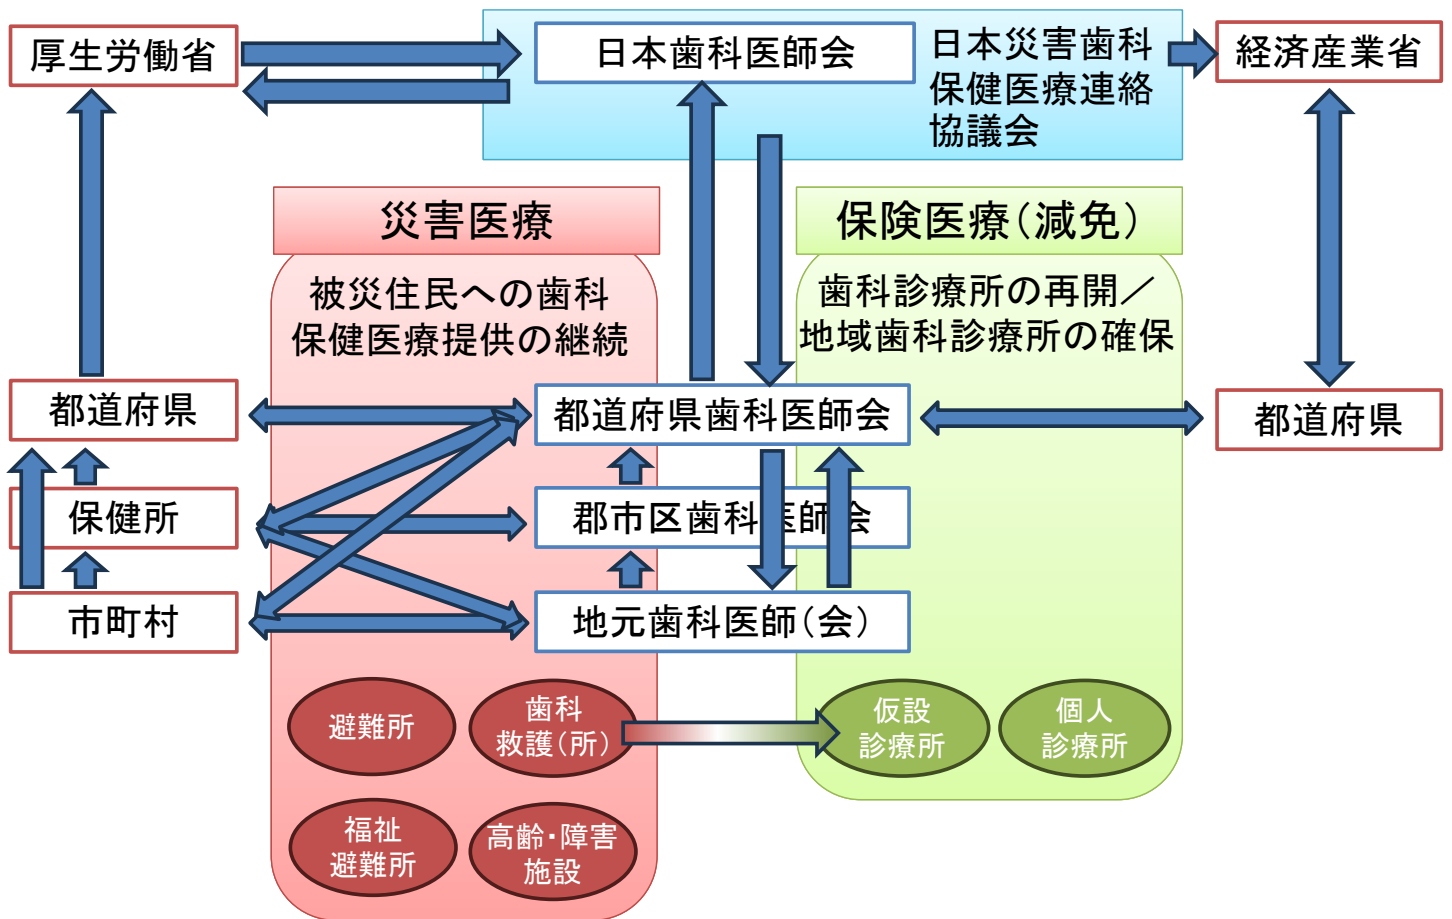 厚生労働省
日本歯科医師会
日本災害歯科
保健医療連絡
協議会
経済産業省
災害医療
保険医療(減免)
被災住民への歯科
保健医療提供の継続
歯科診療所の再開／
地域歯科診療所の確保
都道府県
都道府県歯科医師会
都道府県
保健所
郡市区歯科医師会
市町村
地元歯科医師(会)
避難所
歯科
救護(所)
仮設
診療所
個人
診療所
福祉
避難所
高齢・障害
施設